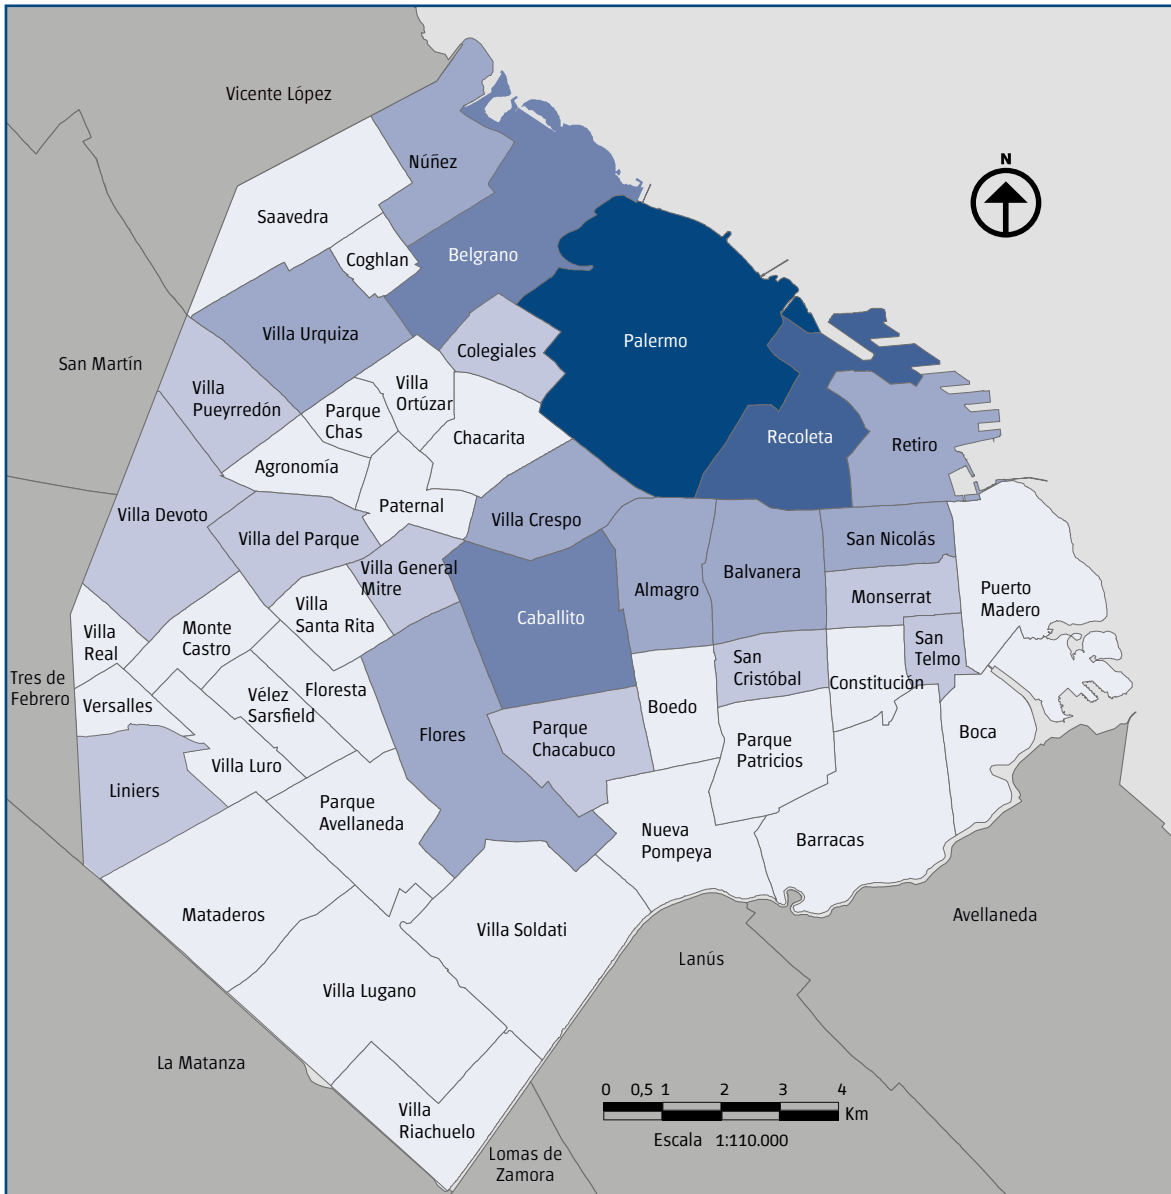 Vicente López
N
Núñez
Saavedra
Coghlan
Belgrano
Villa Urquiza
Palermo
Colegiales
San Martín
Villa
Pueyrredón
Villa
Ortúzar
Parque
Chas
Chacarita
Recoleta
Retiro
Agronomía
Paternal
Villa Devoto
Villa Crespo
Villa del Parque
San Nicolás
Villa General
Mitre
Almagro
Balvanera
Monserrat
Puerto
Madero
Caballito
Villa
Santa Rita
Villa
Real
Monte
Castro
San
Telmo
San
Cristóbal
Constitución
Tres de
Febrero
Versalles
Vélez
Sarsfield
Floresta
Boedo
Flores
Parque
Chacabuco
Parque
Patricios
Boca
Villa Luro
Liniers
Parque
Avellaneda
Nueva
Pompeya
Barracas
Mataderos
Villa Soldati
Avellaneda
Lanús
Villa Lugano
La Matanza
Villa
Riachuelo
0 0,5 1 2 3 4
Km
Escala 1:110.000
Lomas de
Zamora